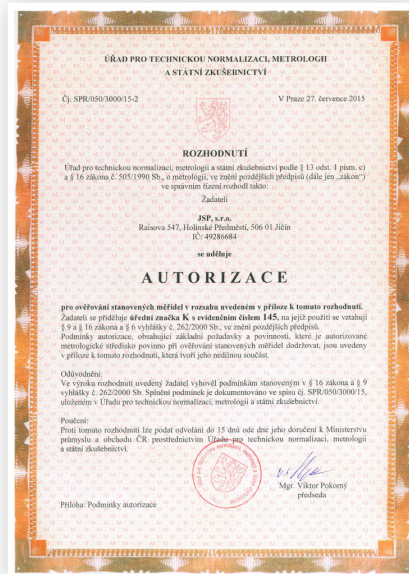 ÚŘAD PRO TECHNICKOU NORMALIZACI, METROLOGII
A STÁTNÍ ZKUŠEBNICTVÍ
Čj. SPR/050/3000/15-2
V Praze 27. července 2015
ROZHODNUTÍ
Úřad pro technickou normalizaci, metrologii a státní zkušebnictví podle § 13 odst. 1 písm. c)
a § 16 zákona č. 505/1990 Sb., o metrologii, ve znění pozdějších předpisů (dále jen „zákon")
ve správním řízení rozhodl takto:
Žadateli
JSP, s.r.o.
Raisova 547, Holínské Předměstí, 506 01 Jičín
IČ: 49286684
se uděluje
AUTORIZACE
pro ověřování stanovených měřidel v rozsahu uvedeném v příloze k tomuto rozhodnutí.
Žadateli se přiděluje úřední značka K s evidenčním číslem 145, na jejíž použití se vztahuje
§ 9 a § 16 zákona a § 6 vyhlášky č. 262/2000 Sb., ve znění pozdějších předpisů.
Podmínky autorizace, obsahující základní požadavky a povinnosti, které je autorizované
metrologické středisko povinno při ověřování stanovených měřidel dodržovat, jsou uvedeny
v příloze k tomuto rozhodnutí, která tvoří jeho nedílnou součást.
Odůvodnění:
Ve výroku rozhodnutí uvedený žadatel vyhověl podmínkám stanoveným v § 16 zákona a § 9
vyhlášky č. 262/2000 Sb. Splnění podmínek je dokumentováno ve spisu čj. SPR/050/3000/15,
uloženém v Úřadu pro technickou normalizaci, metrologii a státní zkušebnictví.
Poučení:
Proti tomuto rozhodnutí lze podat odvolání do 15 dnů ode dne jeho doručení k Ministerstvu
průmyslu a obchodu ČR prostřednictvím Úřadu pro technickou normalizaci, metrologii
a státní zkušebnictví.
Mgr. Viktor Pokorný
předseda
Příloha: Podmínky autorizace